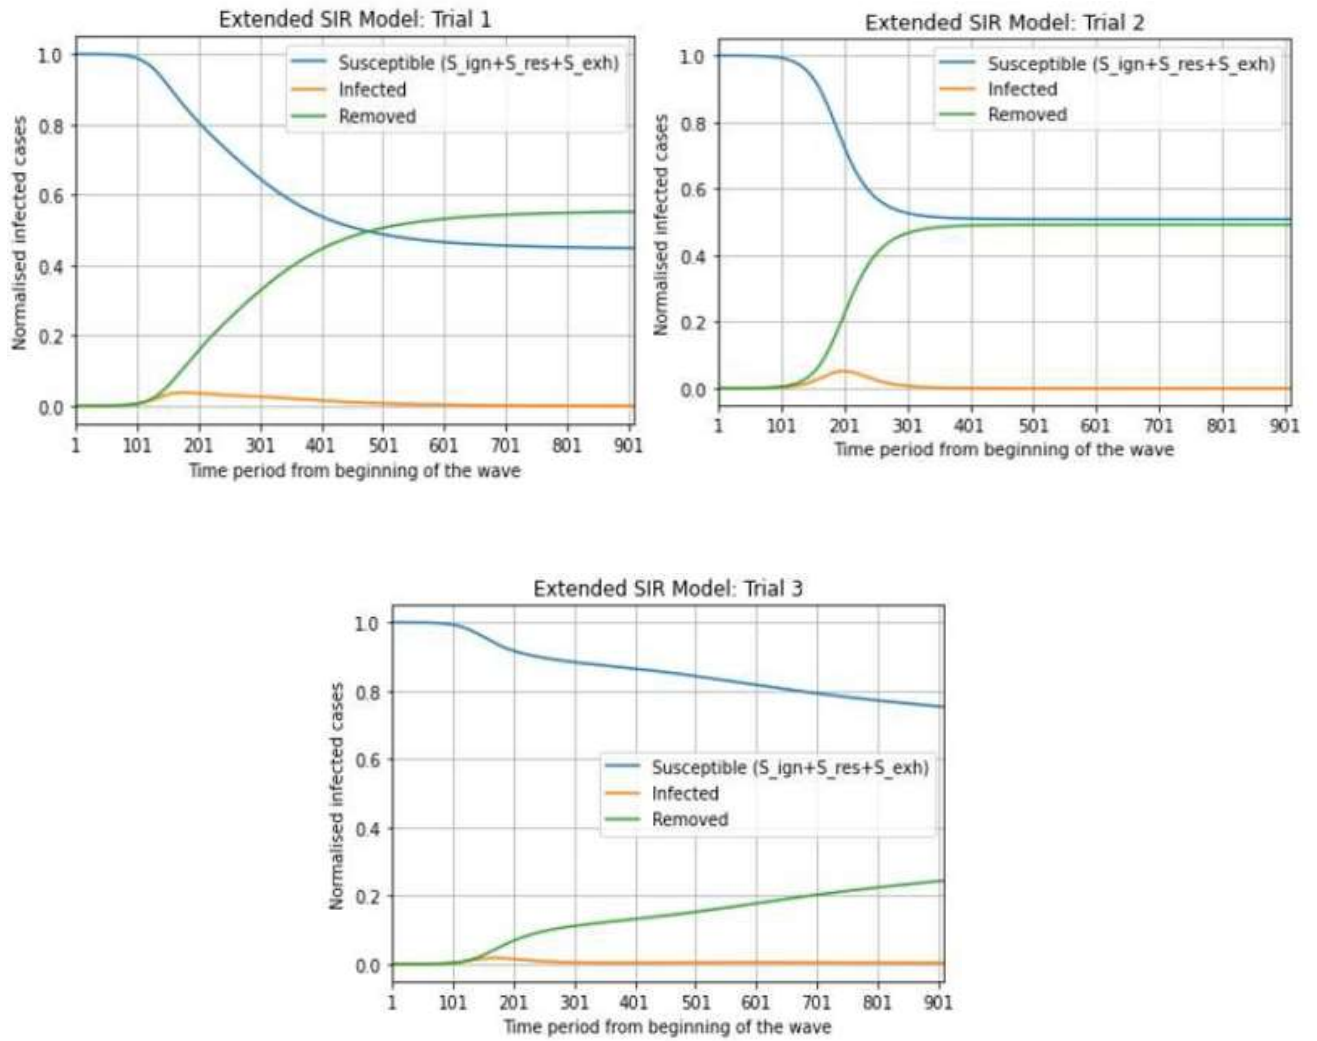 Extended SIR Model: Trial 1
Normalised infected cases
1.0
0.8
0.6
0.4
0.2
0.0
Susceptible (S_ign+S_res+S_exh)
Infected
Removed
1 101 201 301 401 501 601 701 801 901
Time period from beginning of the wave
Extended SIR Model: Trial 2
Normalised infected cases
1.0
0.8
0.6
0.4
0.2
0.0
Susceptible (S_ign+S_res+S_exh)
Infected
Removed
1 101 201 301 401 501 601 701 801 901
Time period from beginning of the wave
Extended SIR Model: Trial 3
Normalised infected cases
1.0
0.8
0.6
0.4
0.2
0.0
Susceptible (S_ign+S_res+S_exh)
Infected
Removed
1 101 201 301 401 501 601 701 801 901
Time period from beginning of the wave